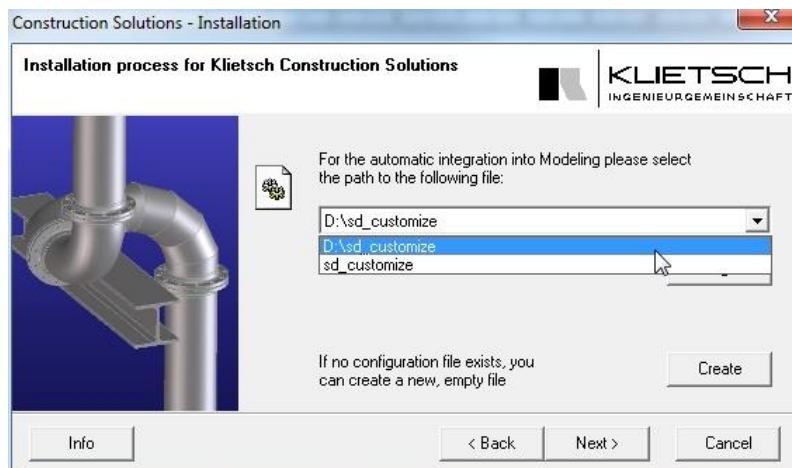 Construction Solutions - Installation
Installation process for Klietsch Construction Solutions
KLIETSCH
INGENIEURGEMEINSCHAFT
For the automatic integration into Modeling please select
the path to the following file:
D:\sd_customize
D:\sd_customize
sd_customize
If no configuration file exists, you
can create a new, empty file
Create
Info
< Back
Next >
Cancel